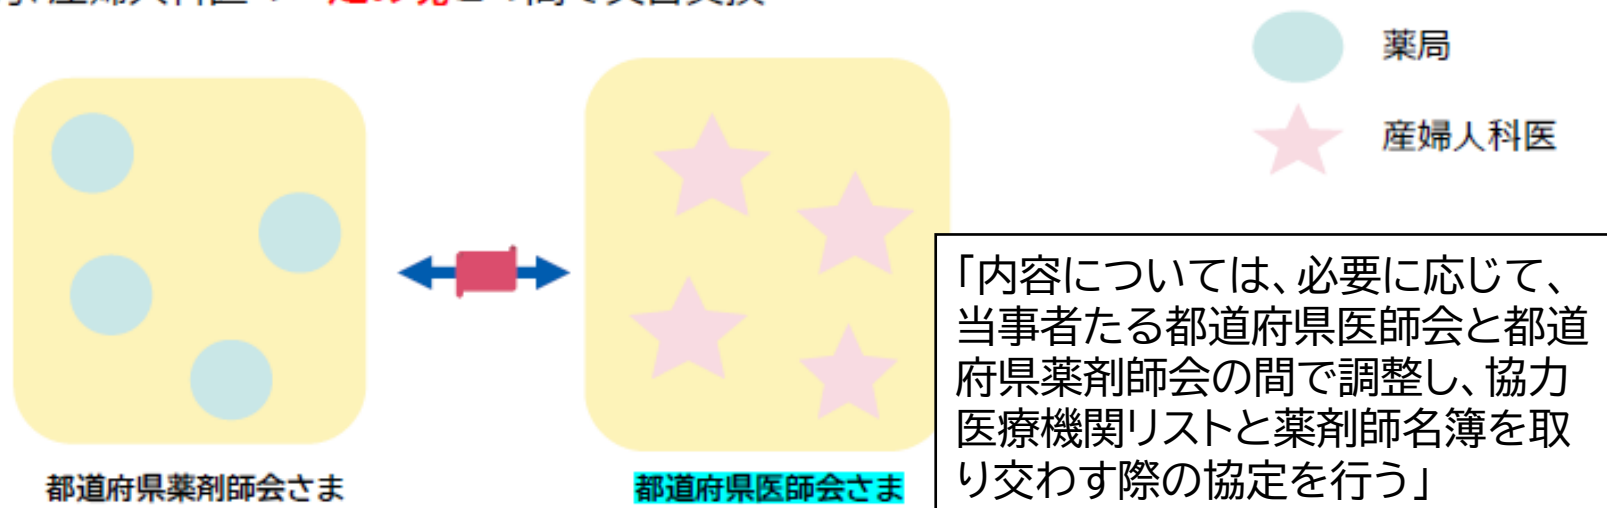 薬局
産婦人科医
「内容については、必要に応じて、
当事者たる都道府県医師会と都道
府県薬剤師会の間で調整し、協力
医療機関リストと薬剤師名簿を取
り交わす際の協定を行う」
都道府県薬剤師会さま
都道府県医師会さま